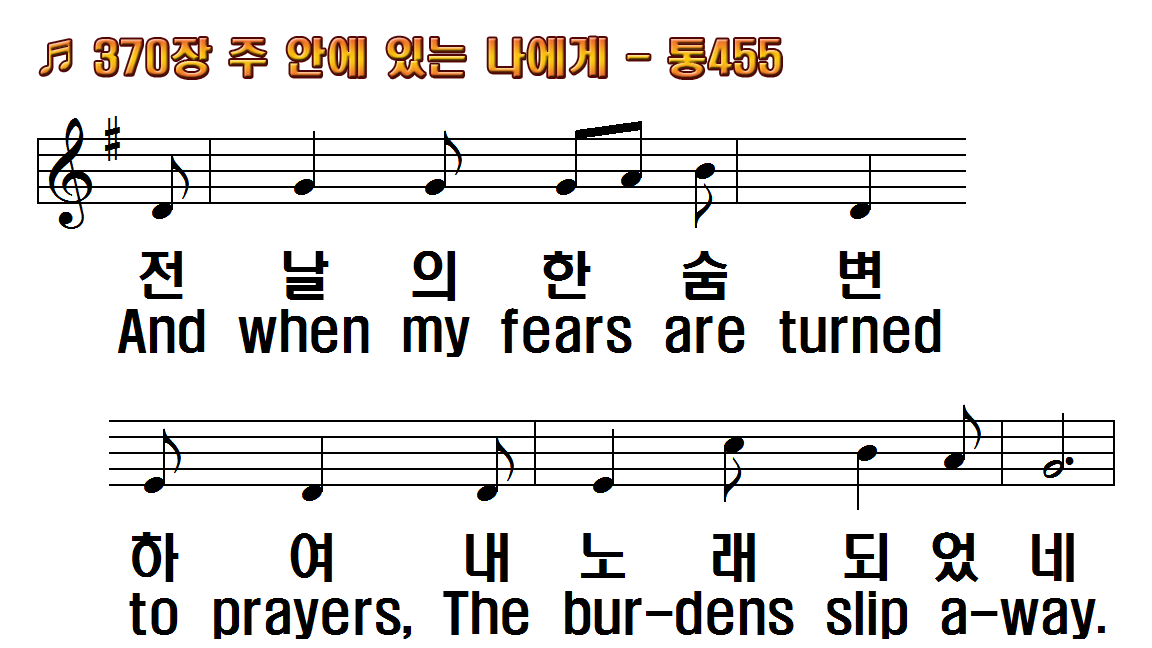 ♬ 370장 주 안에 있는 나에게 - 통455
전 날 의 한 숨 변
And when my fears are turned
하 여 내 노 래 되 었 네
to prayers, The bur-dens slip a-way.